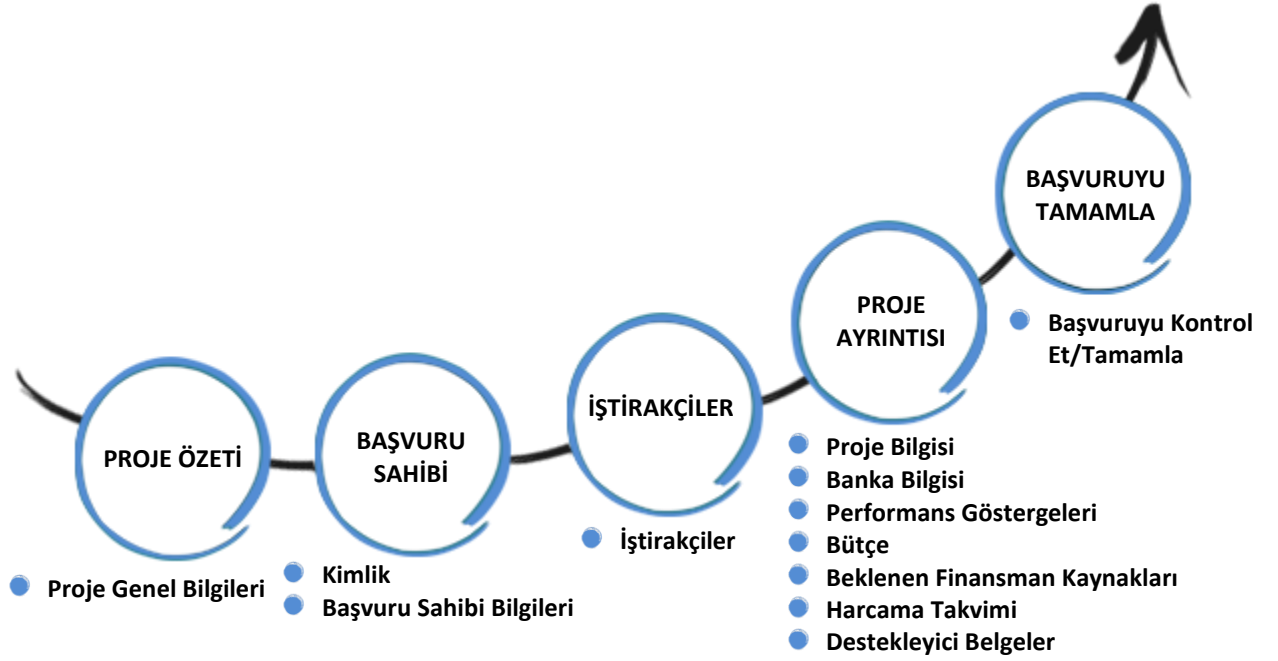 PROJE ÖZETİ
Proje Genel Bilgileri
BAŞVURU
SAHİBİ
Kimlik
Başvuru Sahibi Bilgileri
İŞTİRAKÇİLER
İştirakçiler
PROJE
AYRINTISI
Proje Bilgisi
Banka Bilgisi
Performans Göstergeleri
Bütçe
Beklenen Finansman Kaynakları
Harcama Takvimi
Destekleyici Belgeler
BAŞVURUYU
TAMAMLA
Başvuruyu Kontrol
Et/Tamamla